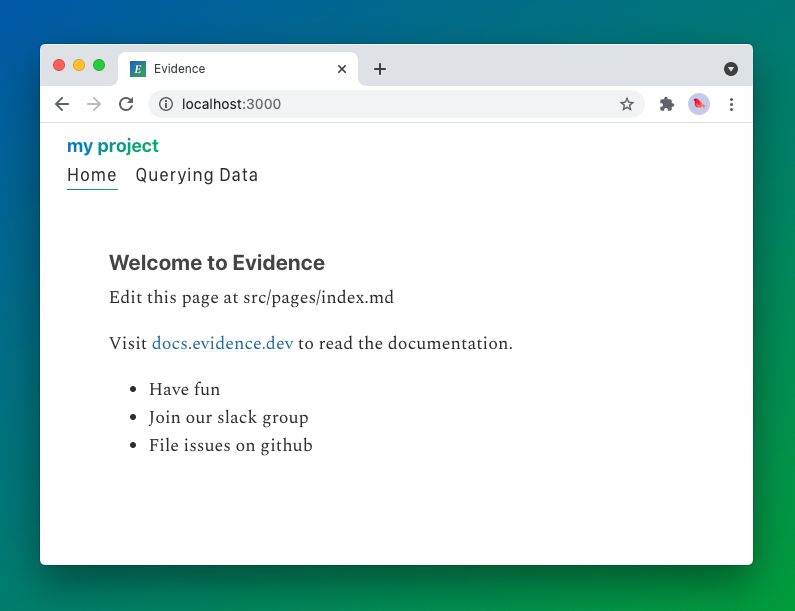 E Evidence
localhost:3000
my project
Home Querying Data
Welcome to Evidence
Edit this page at src/pages/index.md
Visit docs.evidence.dev to read the documentation.
• Have fun
• Join our slack group
• File issues on github